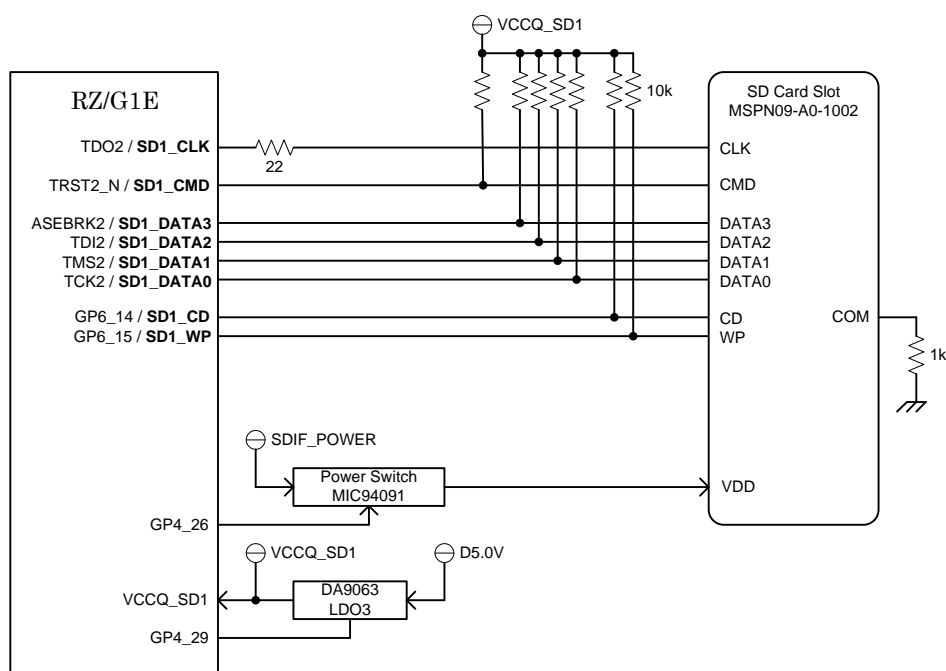 VCCQ_SD1
RZ/G1E
10k
SD Card Slot
MSPN09-A0-1002
TDO2 / SD1_CLK
22
CLK
TRST2_N / SD1_CMD
CMD
ASEBRK2 / SD1_DATA3
DATA3
TDI2 / SD1_DATA2
DATA2
TMS2 / SD1_DATA1
DATA1
TCK2 / SD1_DATA0
DATA0
GP6_14 / SD1_CD
CD
COM
GP6_15 / SD1_WP
WP
1k
SDIF_POWER
Power Switch
MIC94091
VDD
GP4_26
VCCQ_SD1
D5.0V
DA9063
LDO3
VCCQ_SD1
GP4_29